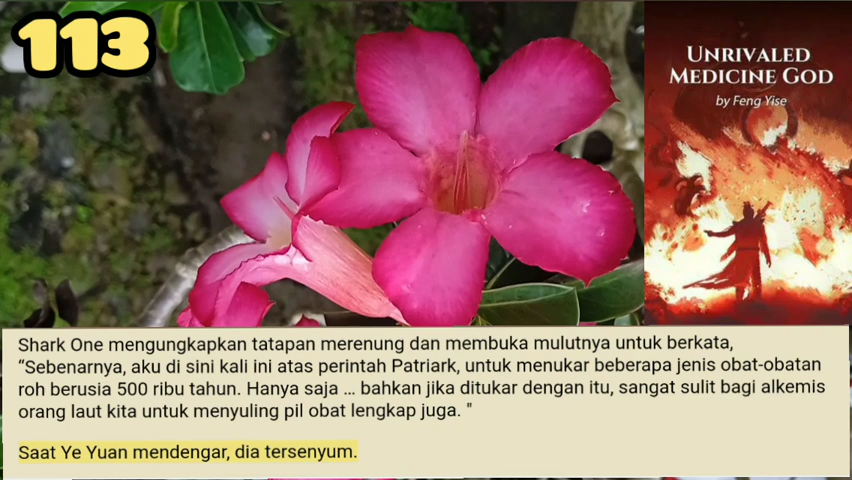 113
UNRIVALED
MEDICINE GOD
by Feng Yise
Shark One mengungkapkan tatapan merenung dan membuka mulutnya untuk berkata,
“Sebenarnya, aku di sini kali ini atas perintah Patriark, untuk menukar beberapa jenis obat-obatan
roh berusia 500 ribu tahun. Hanya saja ... bahkan jika ditukar dengan itu, sangat sulit bagi alkemis
orang laut kita untuk menyuling pil obat lengkap juga. "
Saat Ye Yuan mendengar, dia tersenyum.